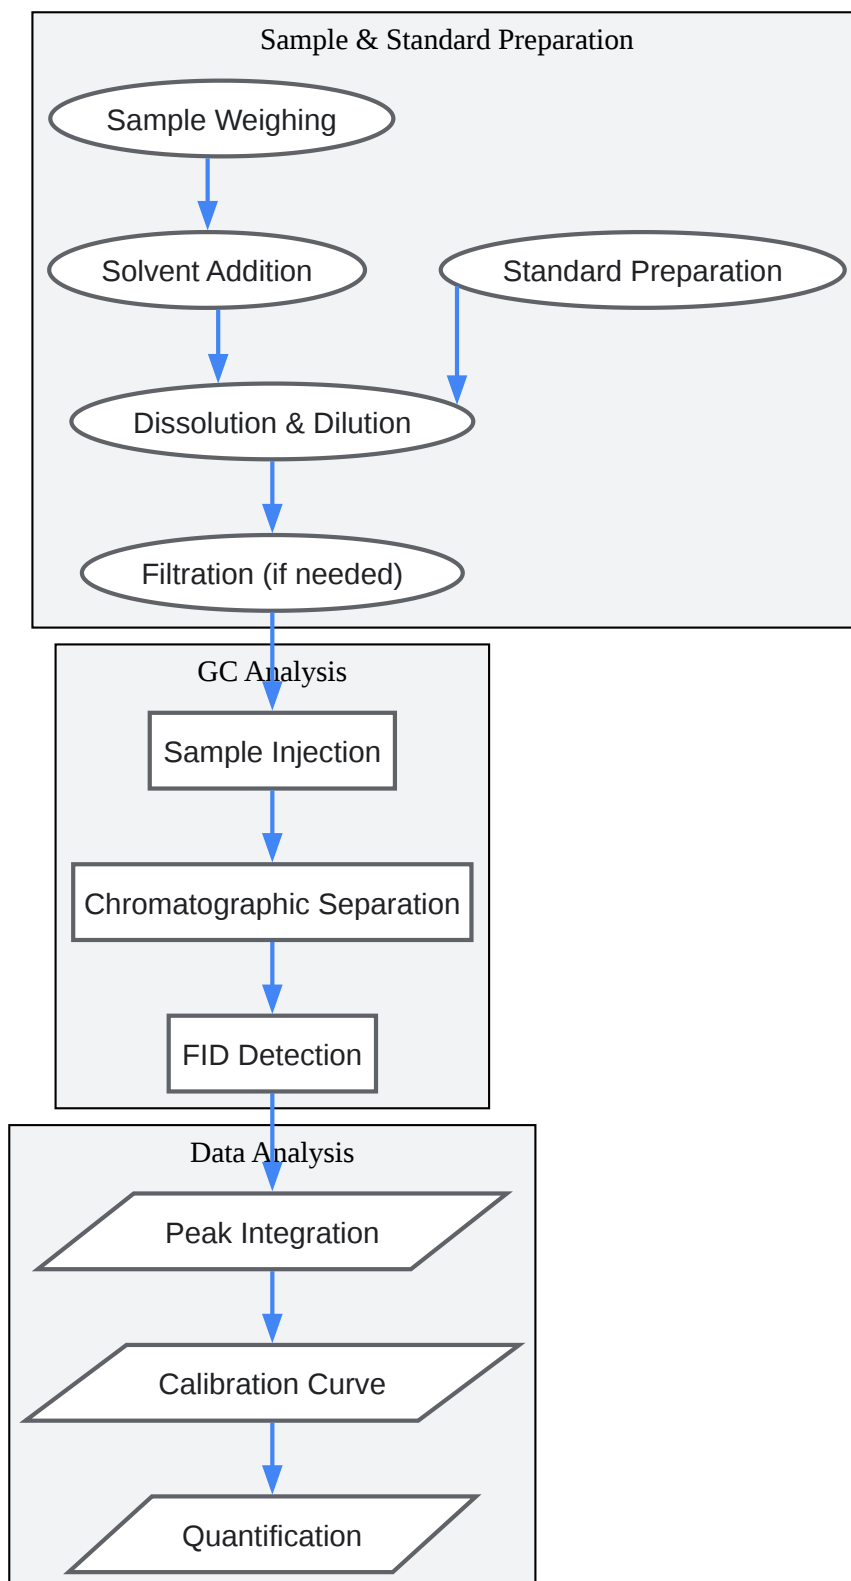 Sample & Standard Preparation
Sample Weighing
Solvent Addition
Standard Preparation
Dissolution & Dilution
Filtration (if needed)
GC Analysis
Sample Injection
Chromatographic Separation
FID Detection
Data Analysis
Peak Integration
Calibration Curve
Quantification